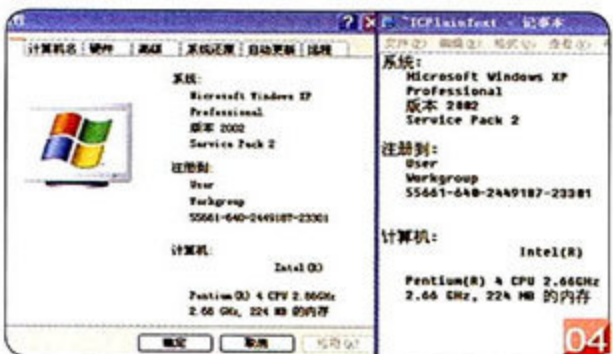 计算机名 硬件 高级 系统还原 自动更新 远程
系统:
Microsoft Windows XP
Professional
版本 2002
Service Pack 2
注册到:
User
Workgroup
55661-640-2449187-23301
计算机:
Intel(R)
Pentium(R) 4 CPU 2.66GHz
2.66 GHz, 224 MB 的内存
确定 取消
ICPlainText - 记事本
文件(F) 编辑(E) 格式(O) 查看(V)
系统:
Microsoft Windows XP
Professional
版本 2002
Service Pack 2
注册到:
User
Workgroup
55661-640-2449187-23301
计算机:
Intel(R)
Pentium(R) 4 CPU 2.66GHz
2.66 GHz, 224 MB 的内存
04